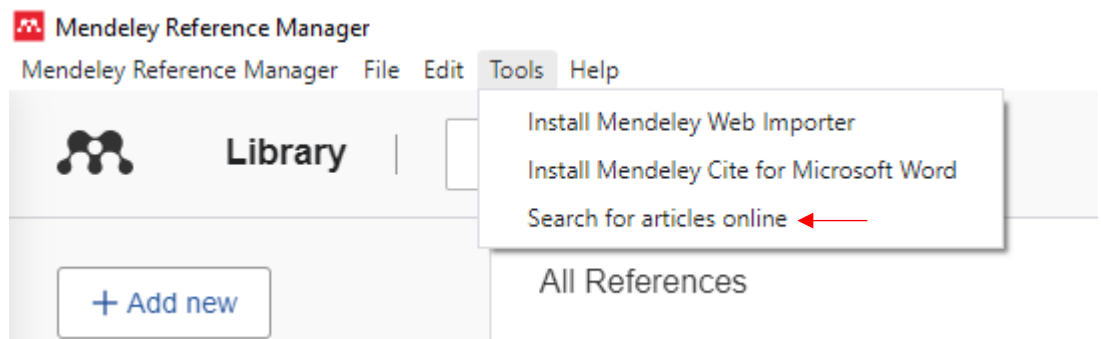 Mendeley Reference Manager
Mendeley Reference Manager File Edit Tools Help
Install Mendeley Web Importer
Library
Install Mendeley Cite for Microsoft Word
Search for articles online
All References
+ Add new